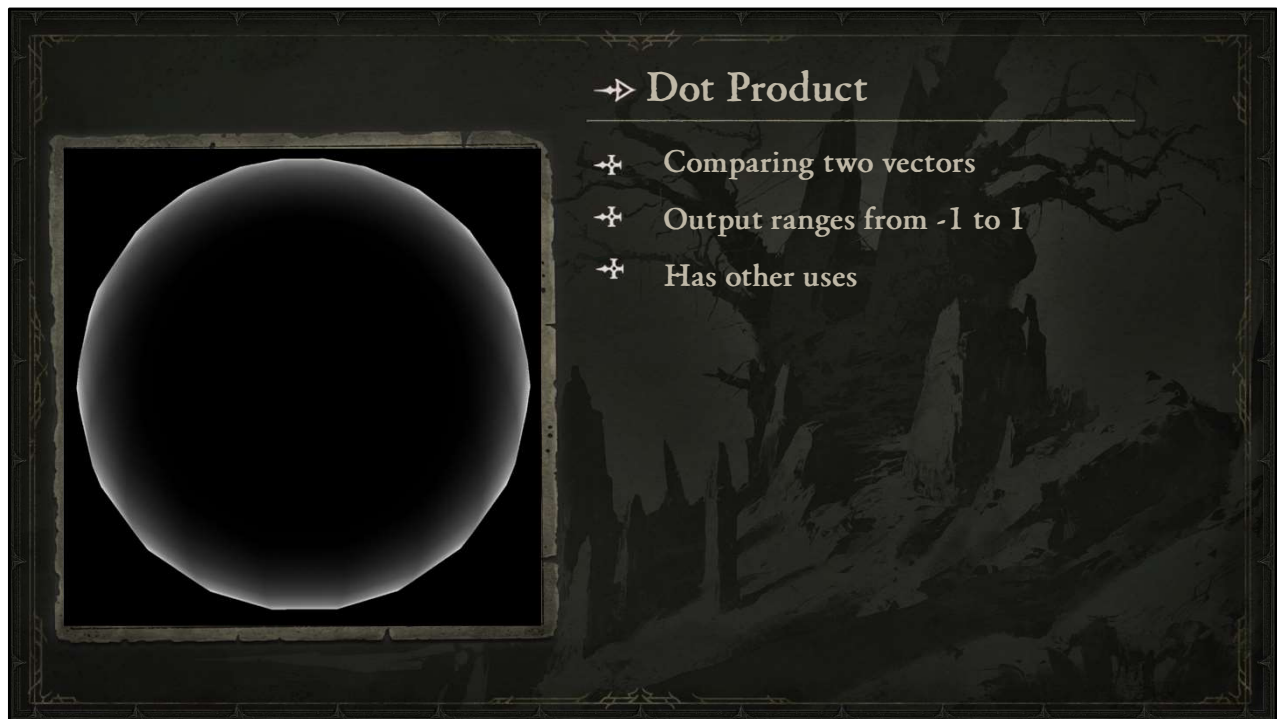 Dot Product
Comparing two vectors
Output ranges from -1 to 1
Has other uses